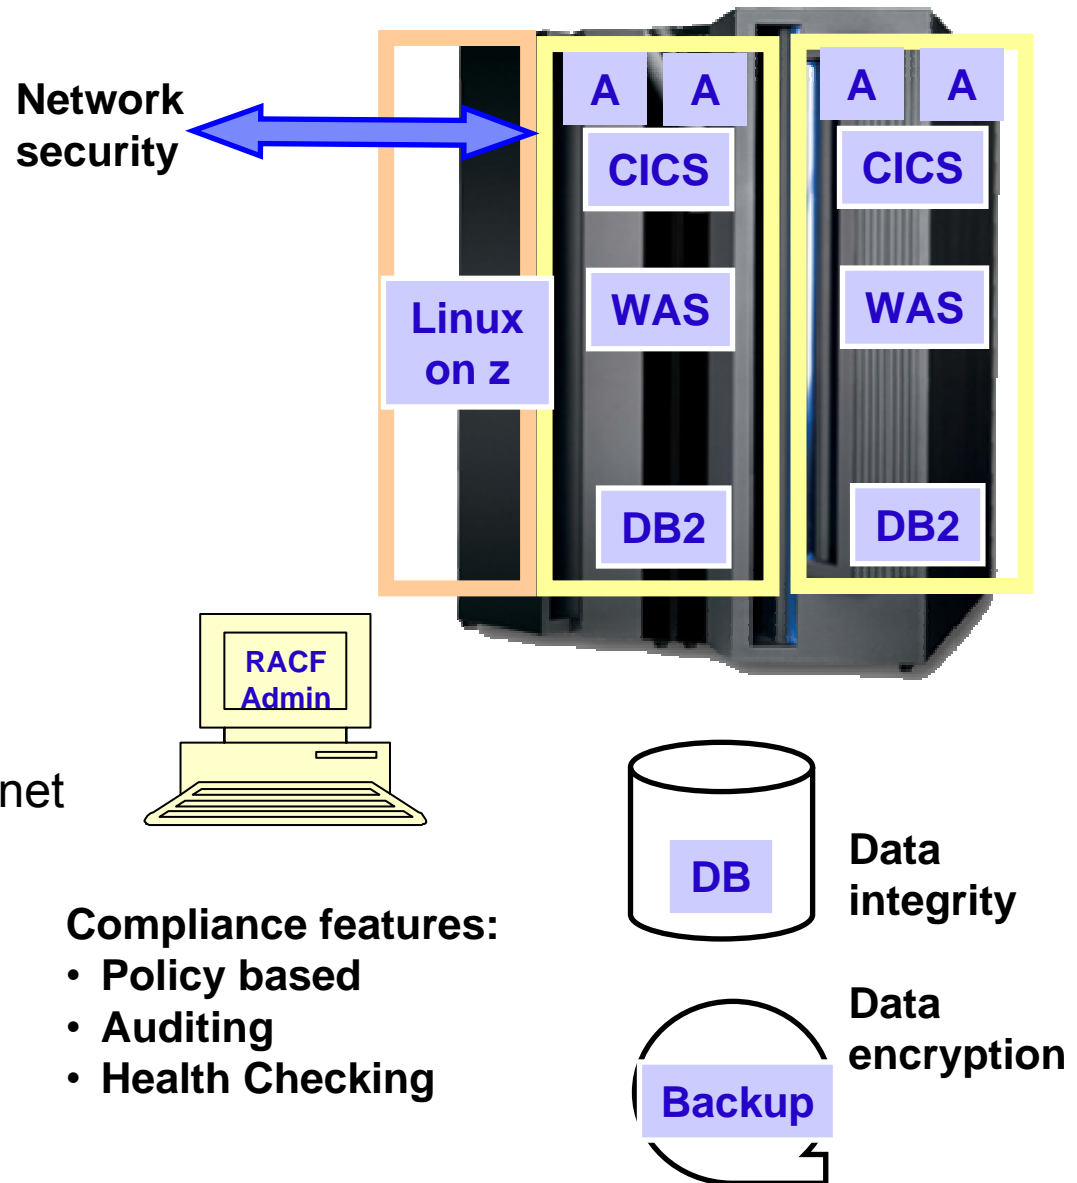 Network
security
A A
A A
CICS
CICS
Linux
on z
WAS
WAS
DB2
DB2
RACF
Admin
net
DB
Data
integrity
Compliance features:
• Policy based
• Auditing
• Health Checking
Data
encryption
Backup